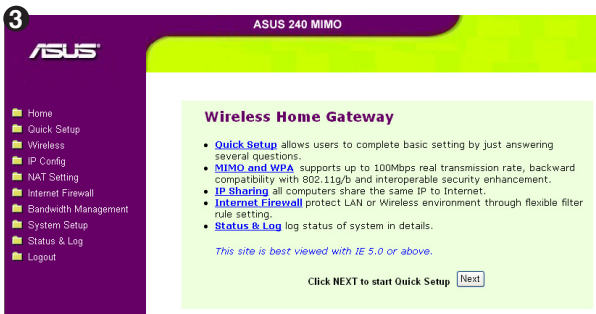 3
ASUS 240 MIMO
ASUS
Home
Quick Setup
Wireless
IP Config
NAT Setting
Internet Firewall
Bandwidth Management
System Setup
Status & Log
Logout
Wireless Home Gateway
• Quick Setup allows users to complete basic setting by just answering
several questions.
• MIMO and WPA supports up to 100Mbps real transmission rate, backward
compatibility with 802.11g/b and interoperable security enhancement.
• IP Sharing all computers share the same IP to Internet.
• Internet Firewall protect LAN or Wireless environment through flexible filter
rule setting.
• Status & Log log status of system in details.
This site is best viewed with IE 5.0 or above.
Click NEXT to start Quick Setup Next